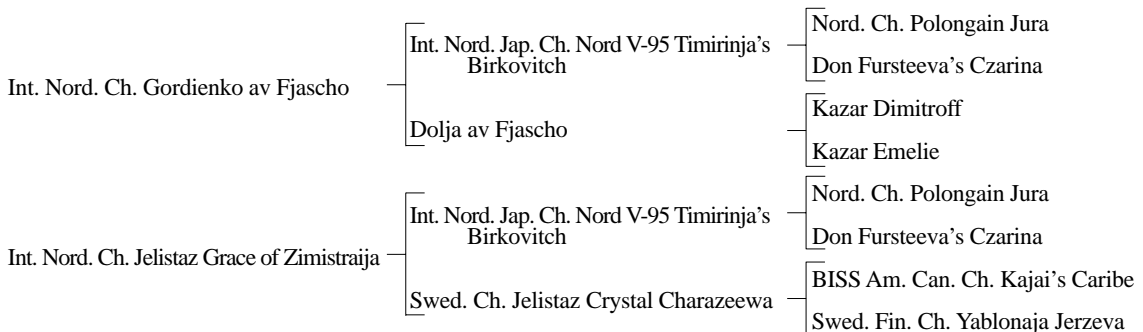 Nord. Ch. Polongain Jura
Int. Nord. Jap. Ch. Nord V-95 Timirinja's
Birkovitch
Don Fursteeva's Czarina
Int. Nord. Ch. Gordienko av Fjascho
Kazar Dimitroff
Dolja av Fjascho
Kazar Emelie
Nord. Ch. Polongain Jura
Int. Nord. Jap. Ch. Nord V-95 Timirinja's
Birkovitch
Don Fursteeva's Czarina
Int. Nord. Ch. Jelistaz Grace of Zimistraija
BISS Am. Can. Ch. Kajai's Caribe
Swed. Ch. Jelistaz Crystal Charazeewa
Swed. Fin. Ch. Yablonaja Jerzeva